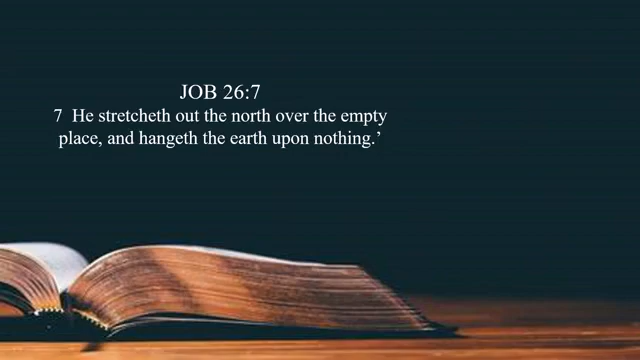 JOB 26:7
7 He stretcheth out the north over the empty
place, and hangeth the earth upon nothing.’